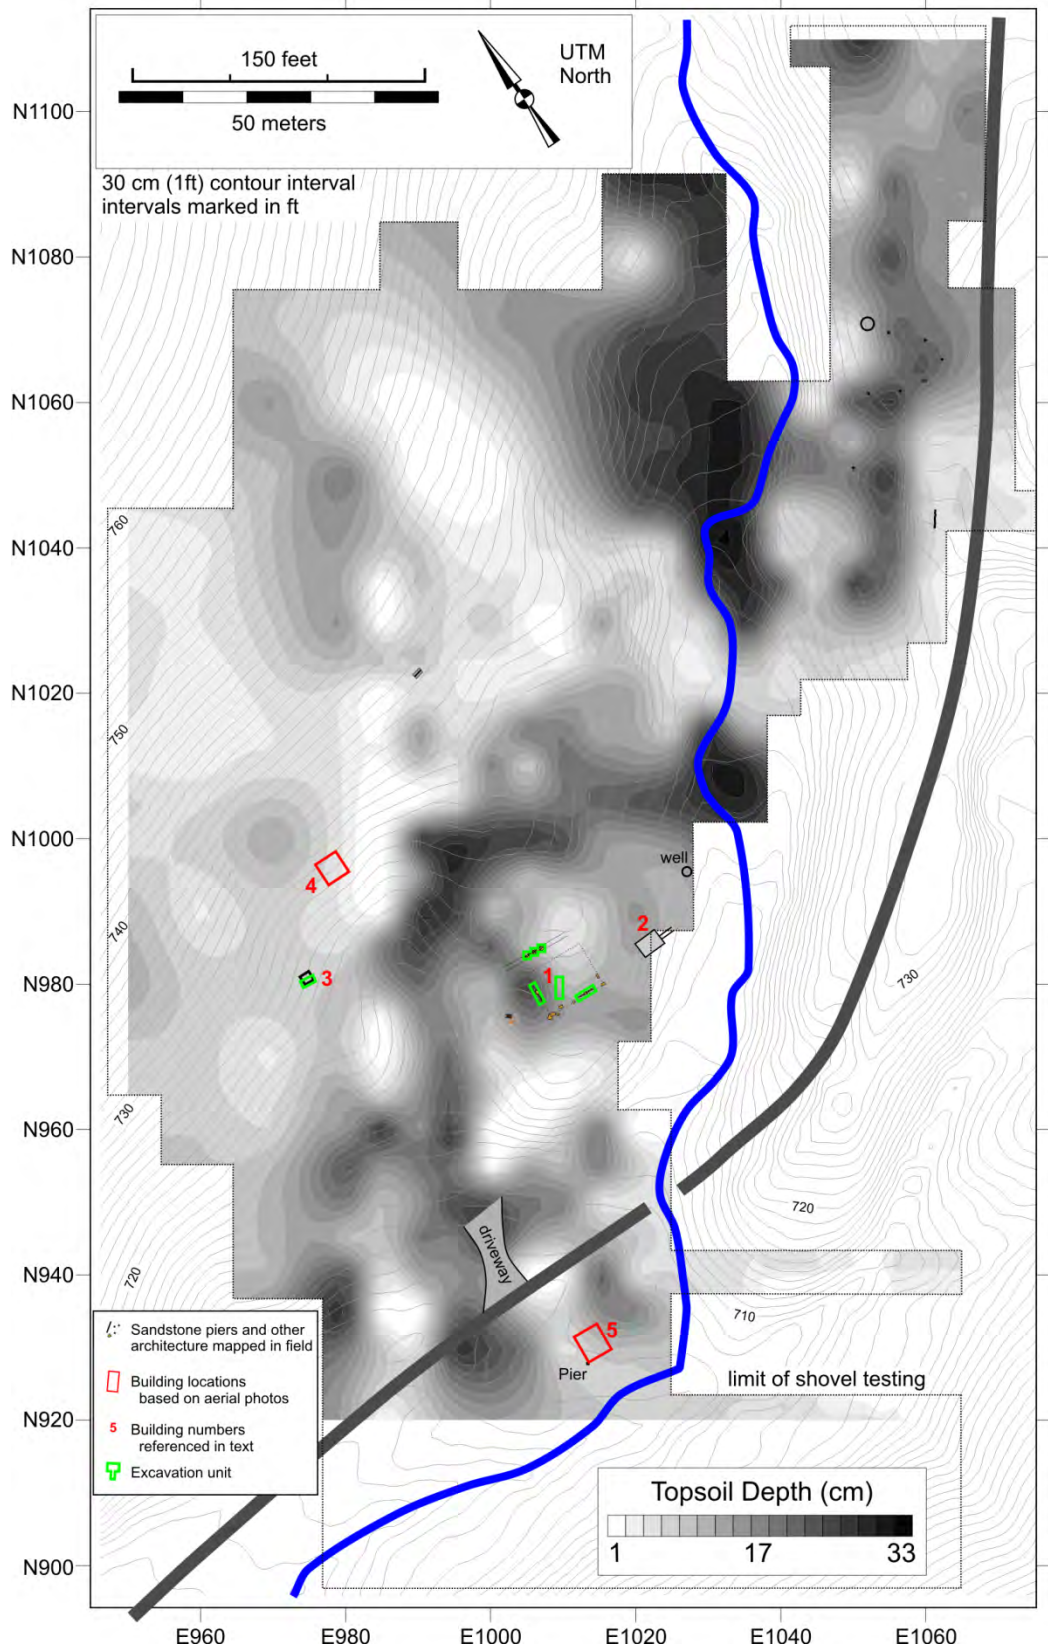 150 feet
50 meters
UTM
North
30 cm (1ft) contour interval
intervals marked in ft
N1100
N1080
N1060
N1040
N1020
N1000
N980
N960
N940
N920
N900
760
750
740
730
720
730
720
710
well
4
2
3
1
driveway
5
Pier
limit of shovel testing
Sandstone piers and other
architecture mapped in field
Building locations
based on aerial photos
5 Building numbers
referenced in text
Excavation unit
Topsoil Depth (cm)
1 17 33
E960 E980 E1000 E1020 E1040 E1060